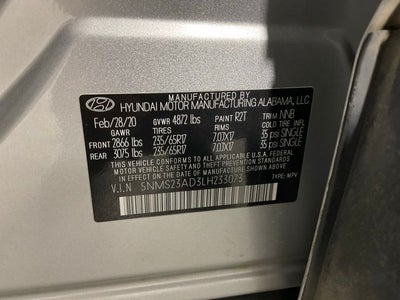 MANUFACTURED BY
HYUNDAI MOTOR MANUFACTURING ALABAMA, LLC
Feb/28/20 GVWR 4872 lbs PAINT R2T TRIM NNB
GAWR TIRES RIMS COLD TIRE INFL
FRONT 2866 lbs 235/65R17 7.0JX17 35 psi SINGLE
REAR 3075 lbs 235/65R17 7.0JX17 35 psi SINGLE
THIS VEHICLE CONFORMS TO ALL APPLICABLE U.S.A. FEDERAL
MOTOR VEHICLE SAFETY AND THEFT PREVENTION STANDARDS
IN EFFECT ON THE DATE OF MANUFACTURE SHOWN ABOVE.
V.I.N 5NMS23AD3LH233073 TYPE: MPV